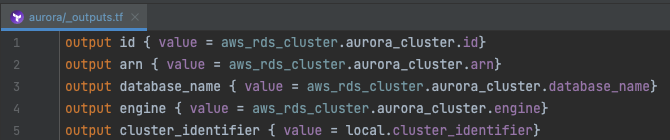 aurora/_outputs.tf
1 output id { value = aws_rds_cluster.aurora_cluster.id}
2 output arn { value = aws_rds_cluster.aurora_cluster.arn}
3 output database_name { value = aws_rds_cluster.aurora_cluster.database_name}
4 output engine { value = aws_rds_cluster.aurora_cluster.engine}
5 output cluster_identifier { value = local.cluster_identifier}